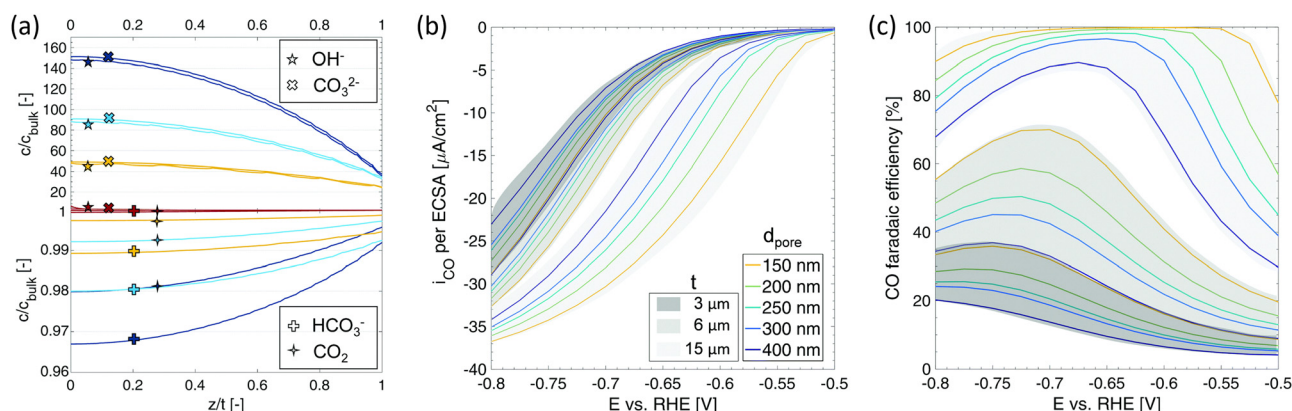 (a)
0 0.2 0.4 0.6 0.8 1
160
140
120
100
80
60
40
20
1
0.99
0.98
0.97
0.96
c/c_bulk [-]
c/c_bulk [-]
OH⁻
CO₃²⁻
HCO₃⁻
CO₂
0 0.2 0.4 0.6 0.8 1
z/t [-]
(b)
0
-5
-10
-15
-20
-25
-30
-35
-40
i_CO per ECSA [µA/cm²]
t
3 µm
6 µm
15 µm
d_pore
150 nm
200 nm
250 nm
300 nm
400 nm
-0.8 -0.75 -0.7 -0.65 -0.6 -0.55 -0.5
E vs. RHE [V]
(c)
100
80
60
40
20
0
CO faradaic efficiency [%]
-0.8 -0.75 -0.7 -0.65 -0.6 -0.55 -0.5
E vs. RHE [V]